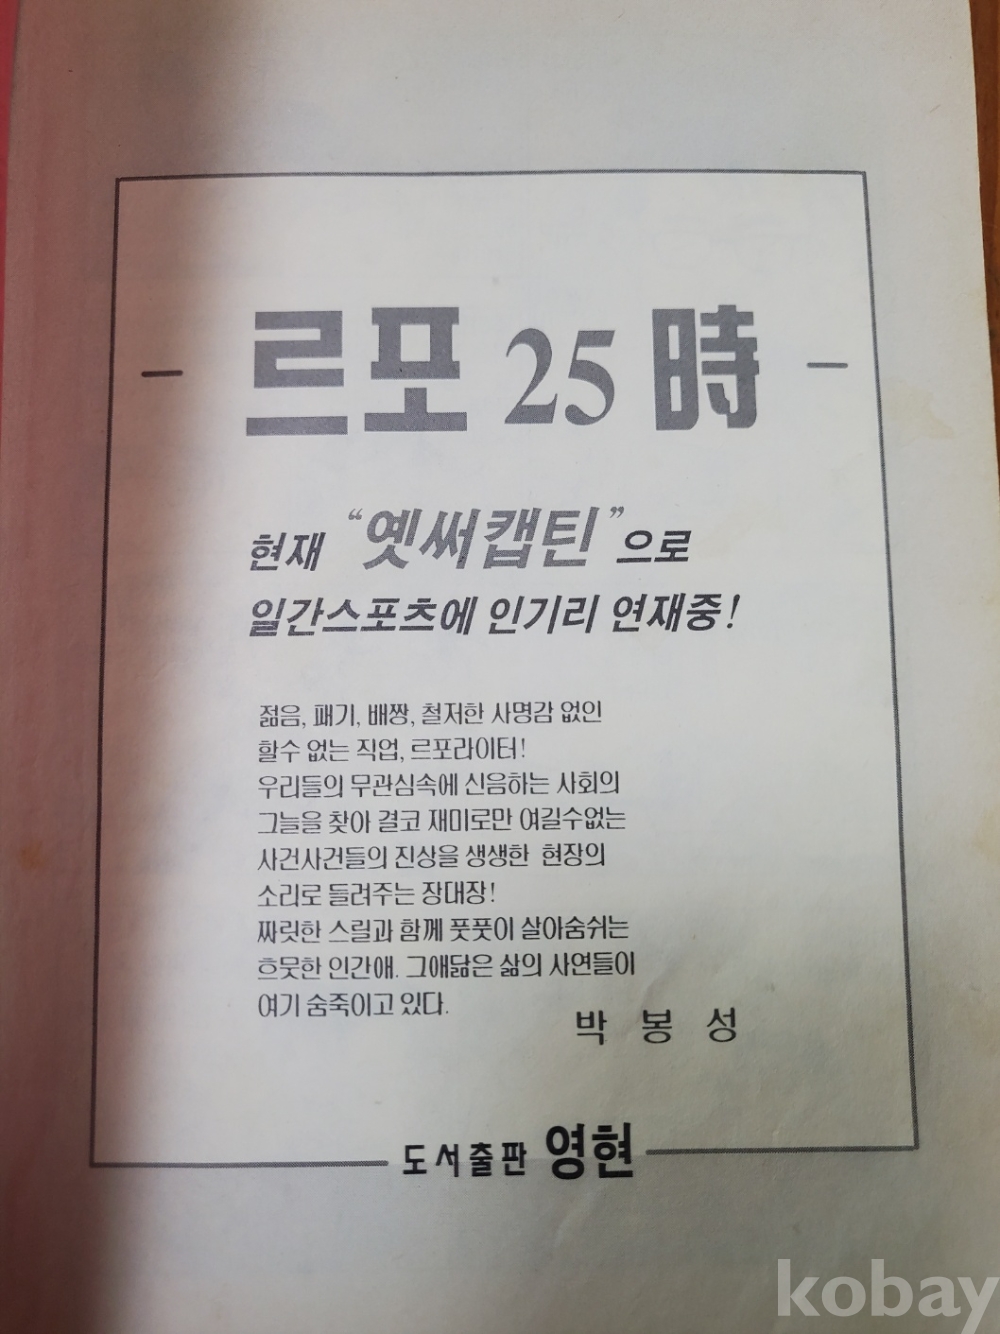 - 르포 25 時 -
현재 "옛써캡틴"으로
일간스포츠에 인기리 연재중!
젊음, 패기, 배짱, 철저한 사명감 없인
할수 없는 직업, 르포라이터!
우리들의 무관심속에 신음하는 사회의
그늘을 찾아 결코 재미로만 여길수없는
사건사건들의 진상을 생생한 현장의
소리로 들려주는 장대장!
짜릿한 스릴과 함께 풋풋이 살아숨쉬는
흐뭇한 인간애. 그애닮은 삶의 사연들이
여기 숨죽이고 있다.
박 봉 성
도서출판 영현
kobay